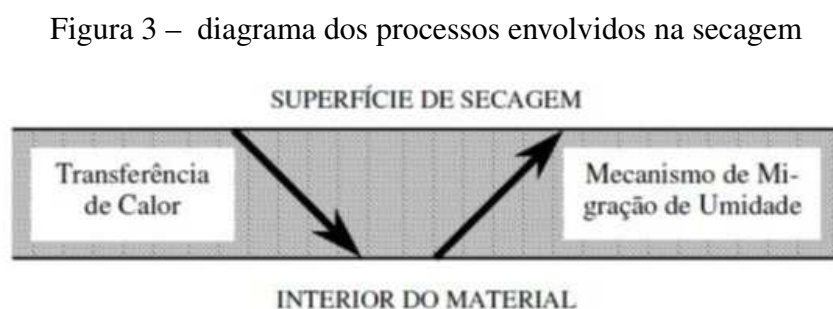 Figura 3 – diagrama dos processos envolvidos na secagem
SUPERFÍCIE DE SECAGEM
Transferência
de Calor
Mecanismo de Mi-
gração de Umidade
INTERIOR DO MATERIAL